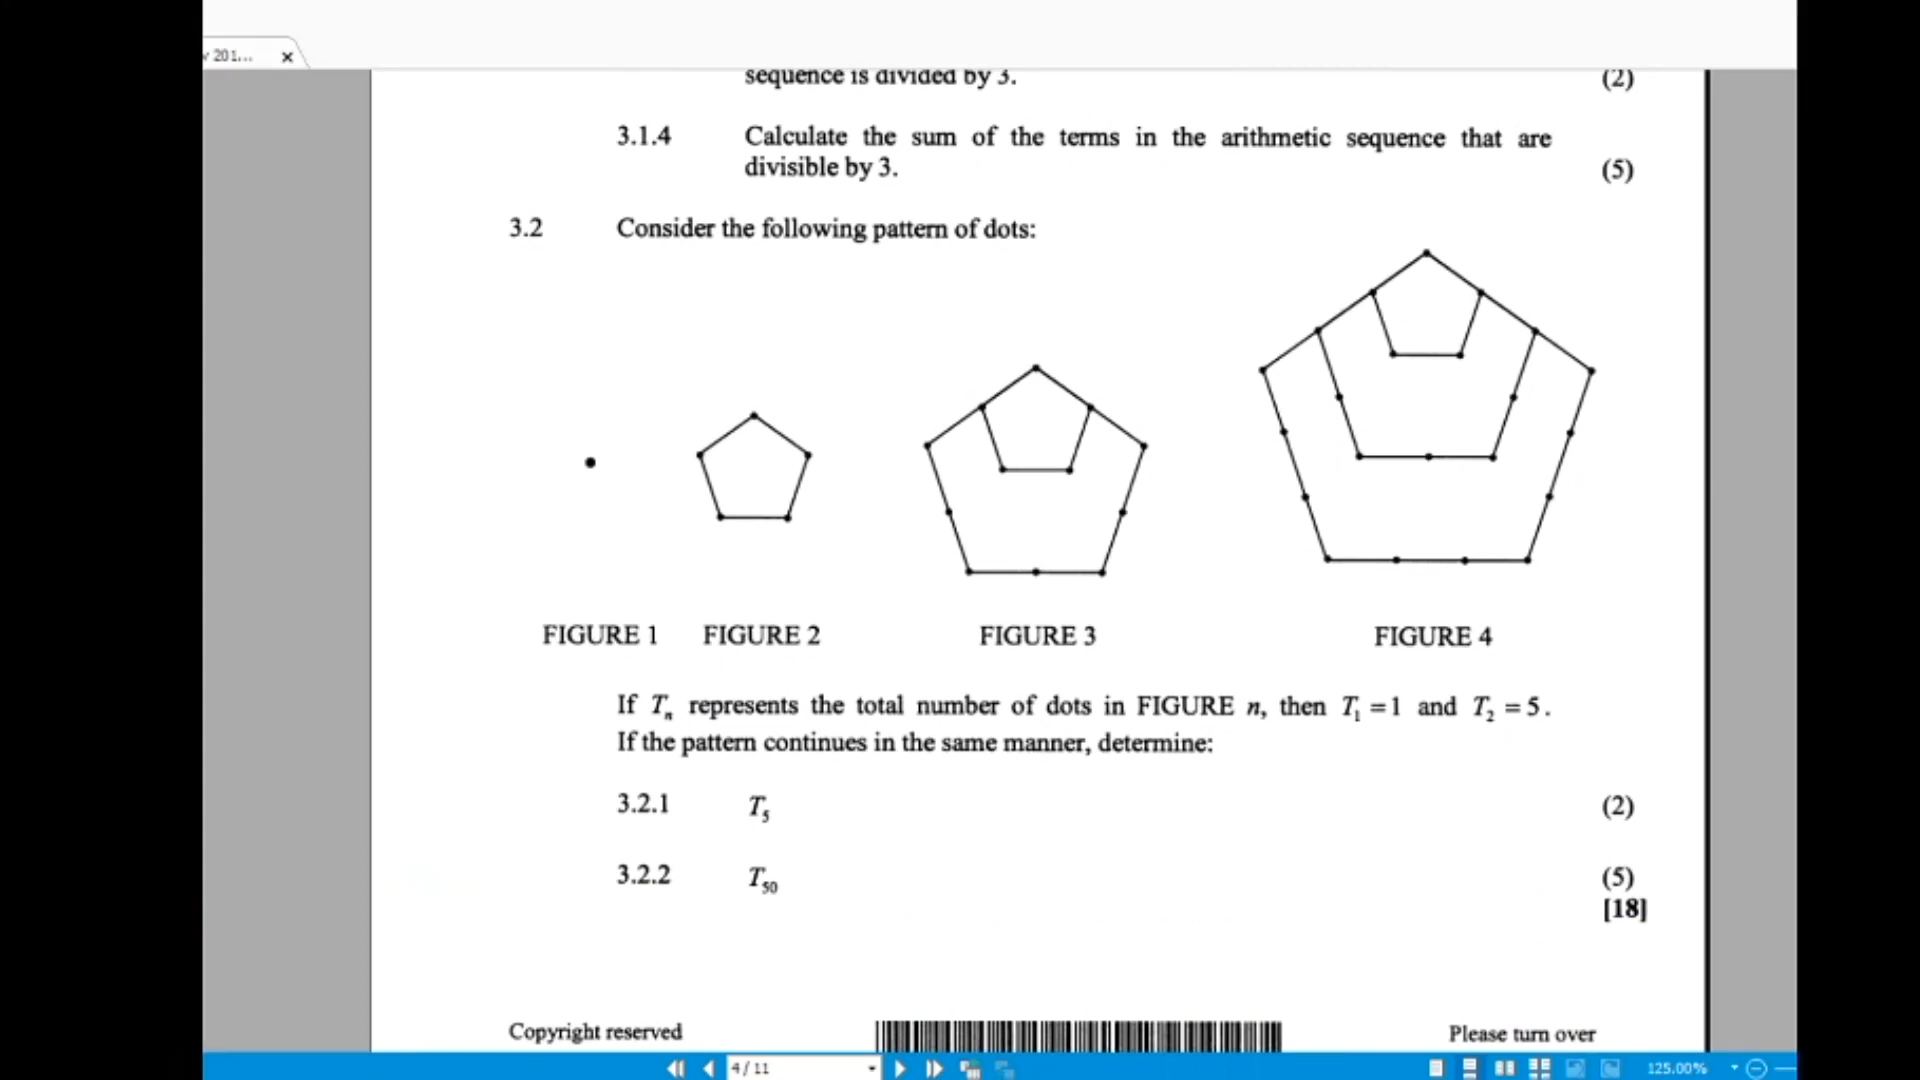 201...
sequence is divided by 3. (2)
3.1.4 Calculate the sum of the terms in the arithmetic sequence that are
divisible by 3. (5)
3.2 Consider the following pattern of dots:
FIGURE 1 FIGURE 2 FIGURE 3 FIGURE 4
If Tₙ represents the total number of dots in FIGURE n, then T₁ = 1 and T₂ = 5.
If the pattern continues in the same manner, determine:
3.2.1 T₅ (2)
3.2.2 T₅₀ (5)
[18]
Copyright reserved Please turn over
4 / 11 125.00%